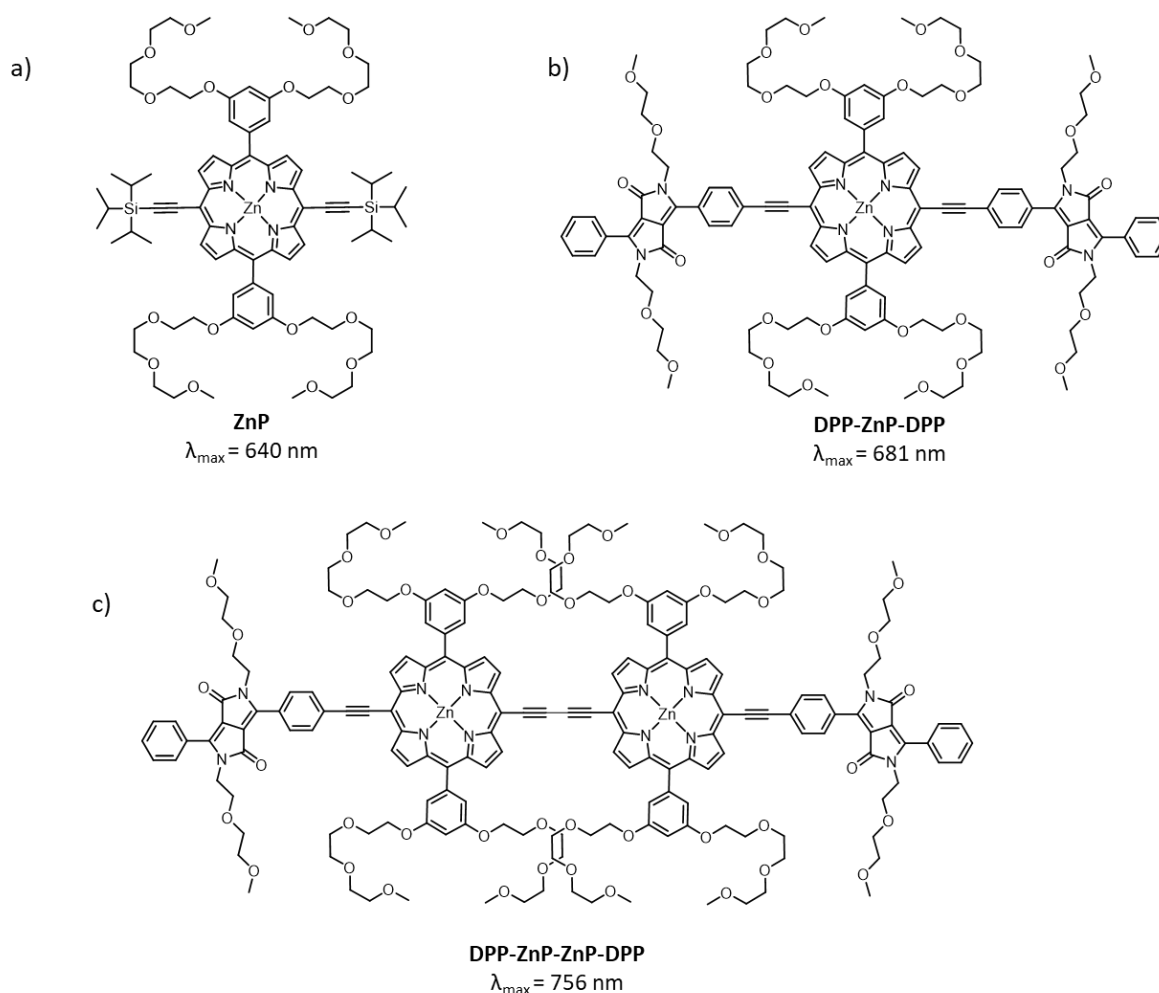 a)
b)
ZnP
λmax = 640 nm
DPP-ZnP-DPP
λmax = 681 nm
c)
DPP-ZnP-ZnP-DPP
λmax = 756 nm